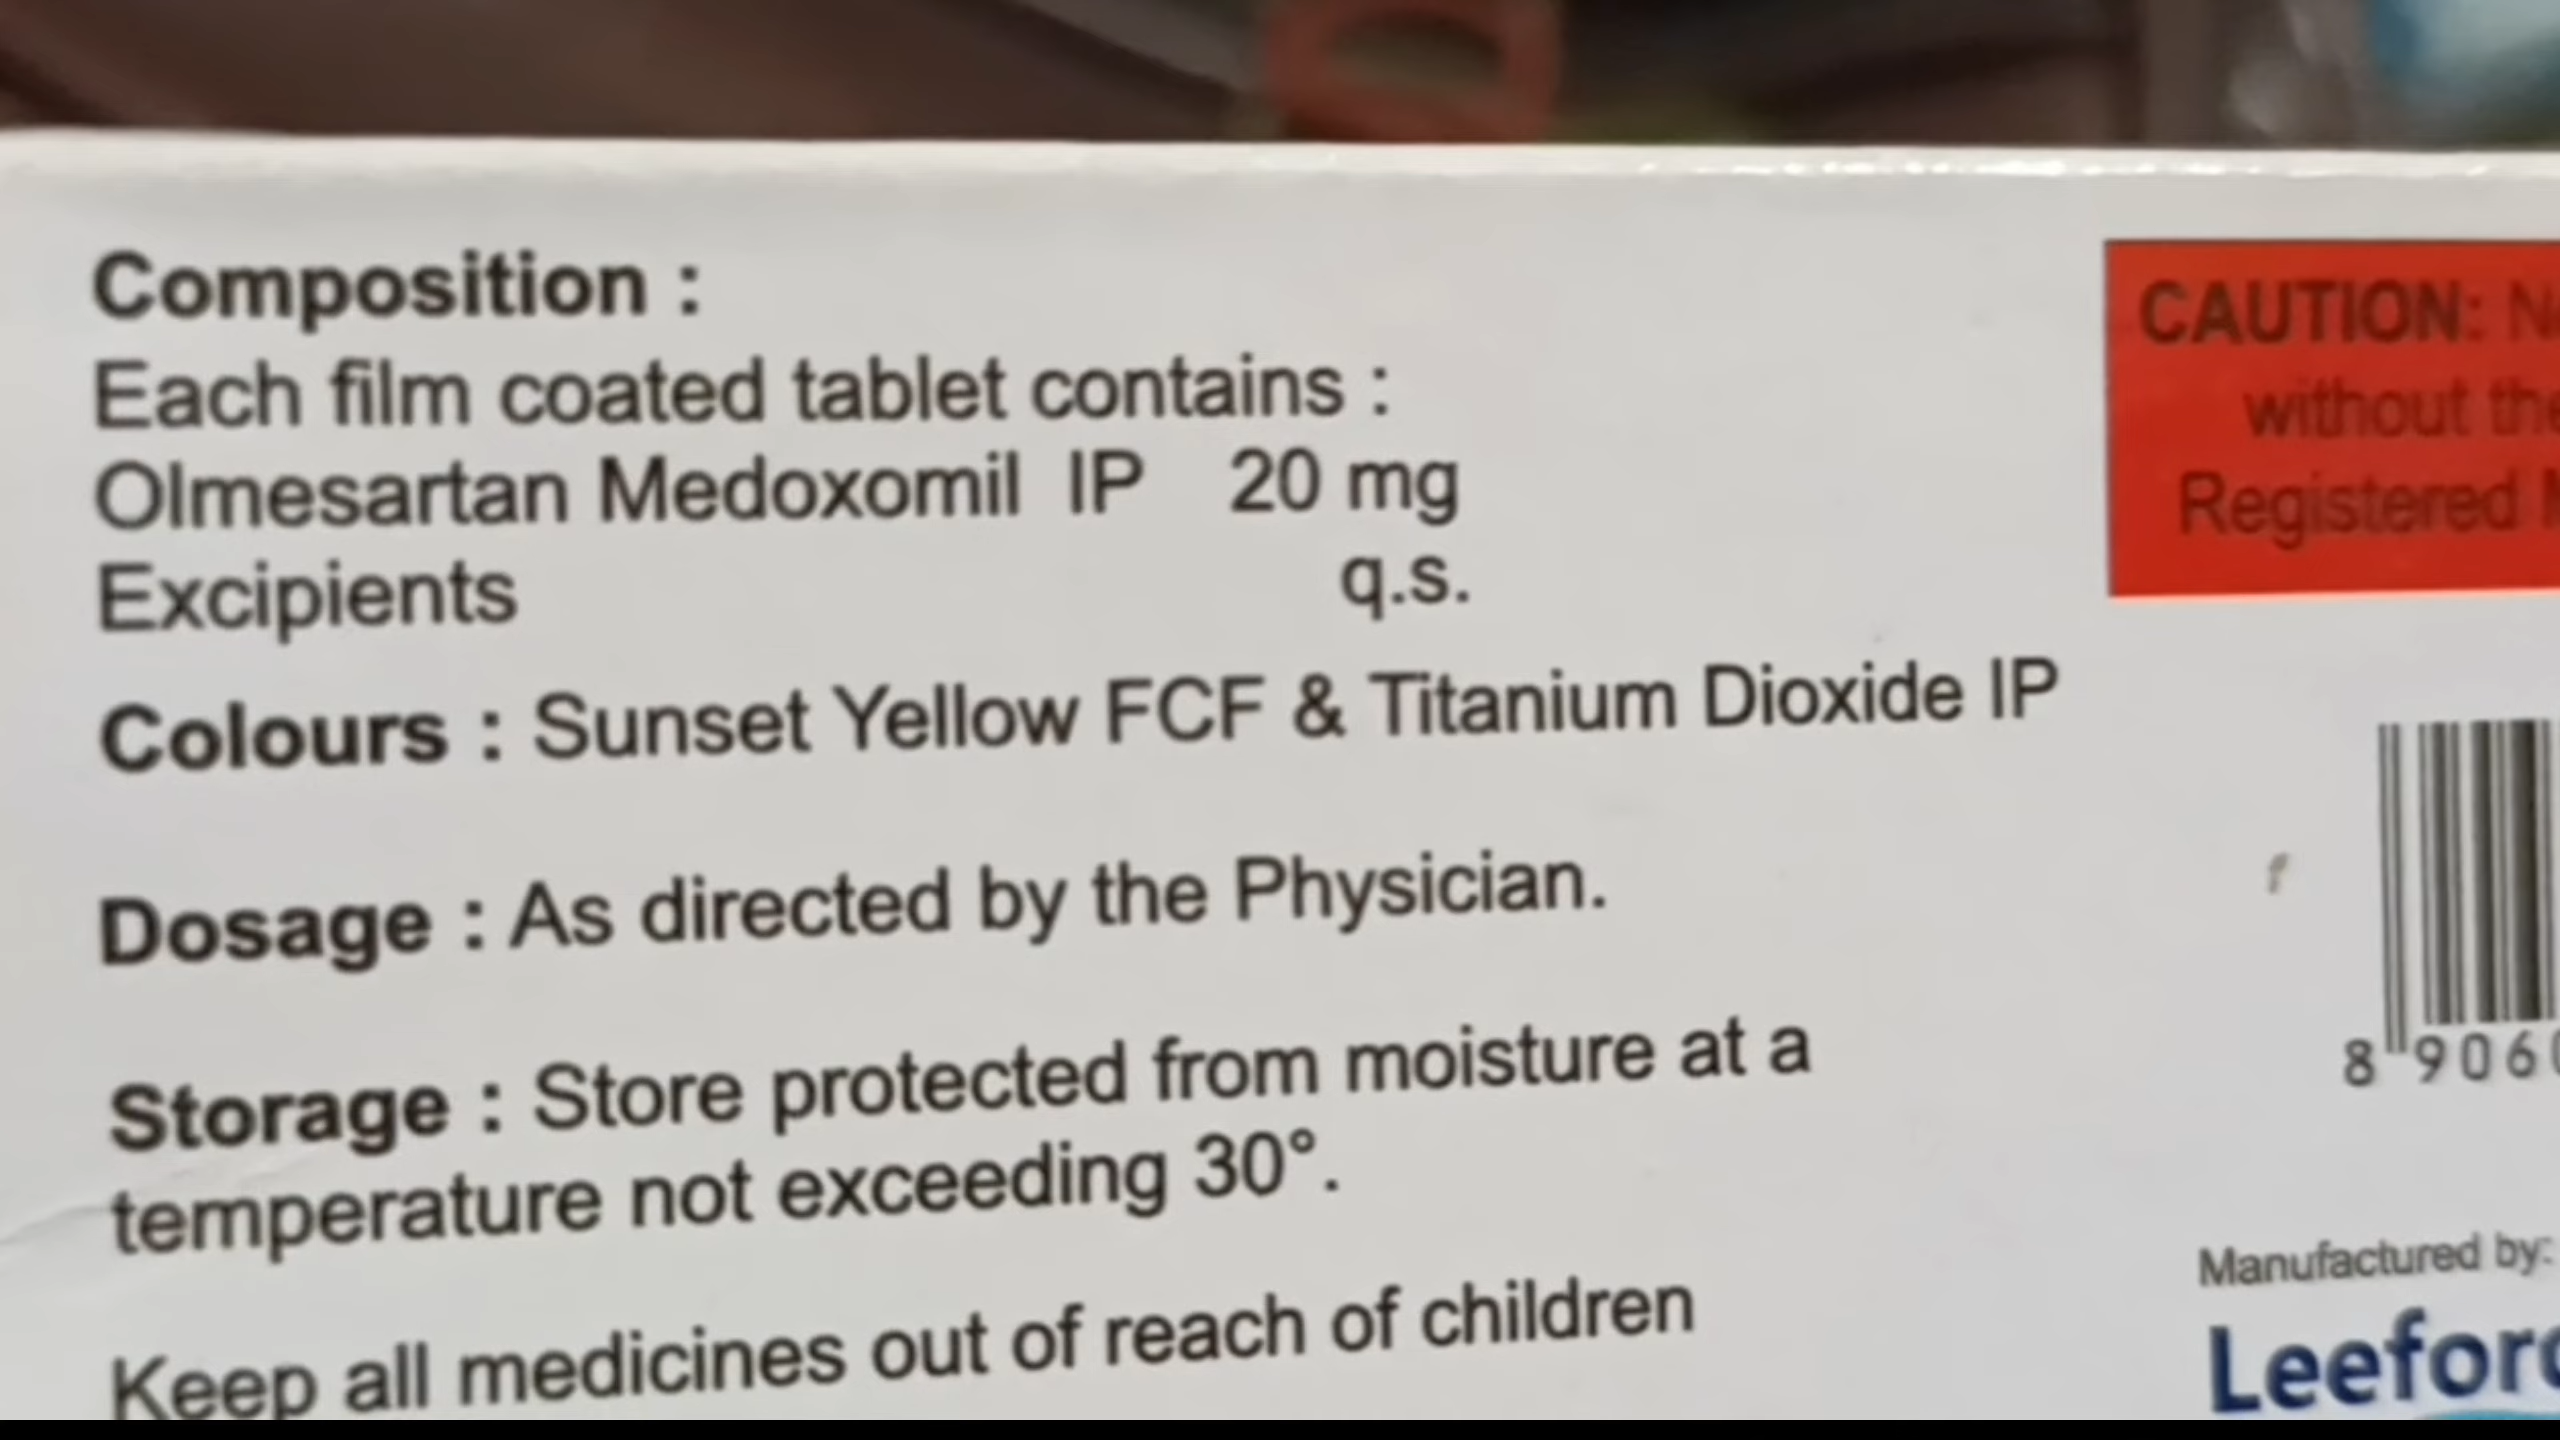 Composition :
Each film coated tablet contains :
Olmesartan Medoxomil IP 20 mg
Excipients q.s.
Colours : Sunset Yellow FCF & Titanium Dioxide IP
Dosage : As directed by the Physician.
Storage : Store protected from moisture at a
temperature not exceeding 30°.
Keep all medicines out of reach of children
CAUTION:
without
Registered
8 906
Manufactured by: